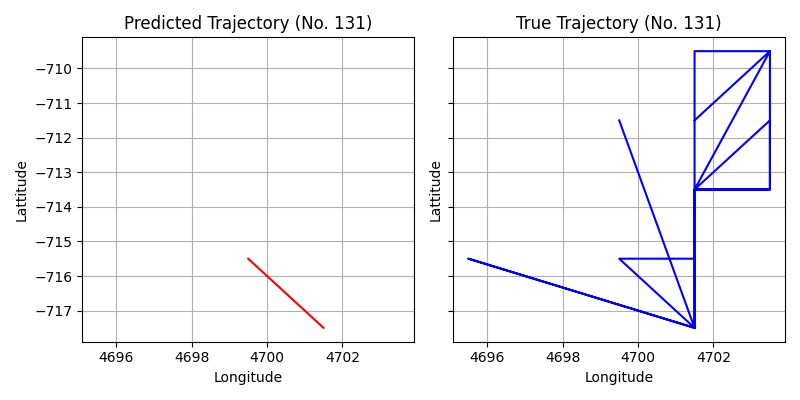 Predicted Trajectory (No. 131)
True Trajectory (No. 131)
−710
−711
−712
−713
−714
−715
−716
−717
Lattitude
Lattitude
4696 4698 4700 4702
4696 4698 4700 4702
Longitude
Longitude